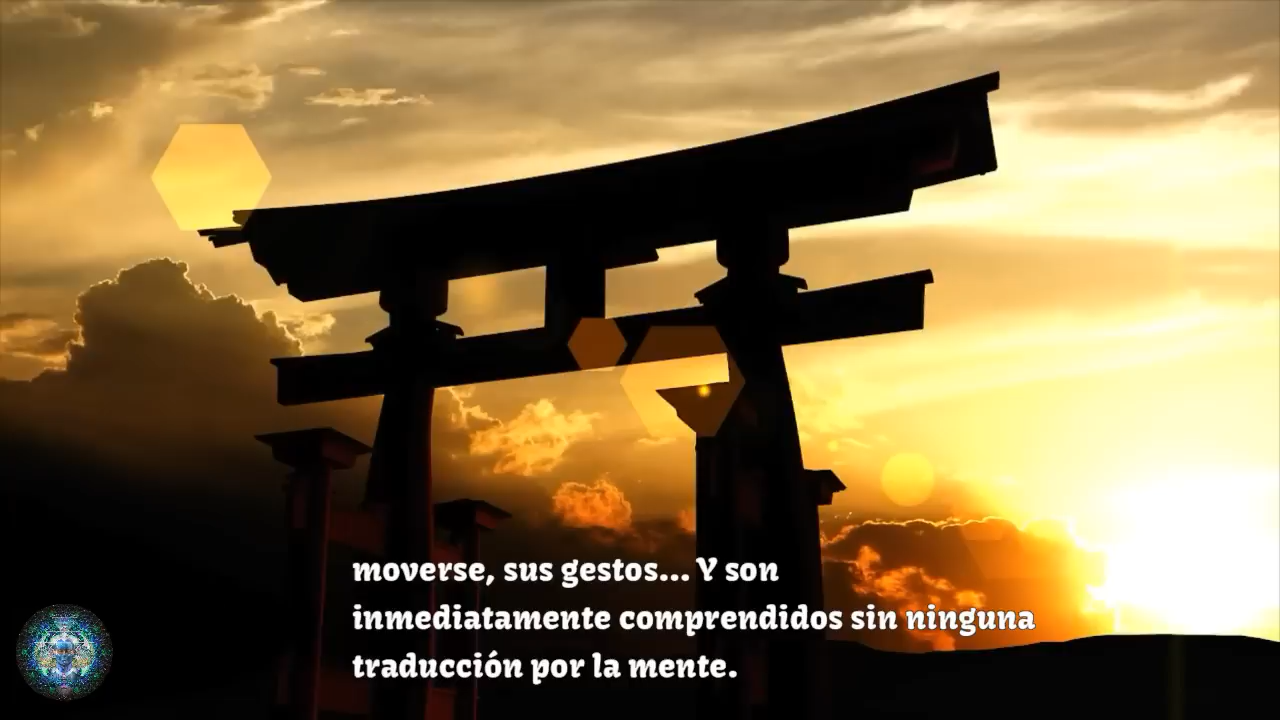 moverse, sus gestos... Y son
inmediatamente comprendidos sin ninguna
traducción por la mente.